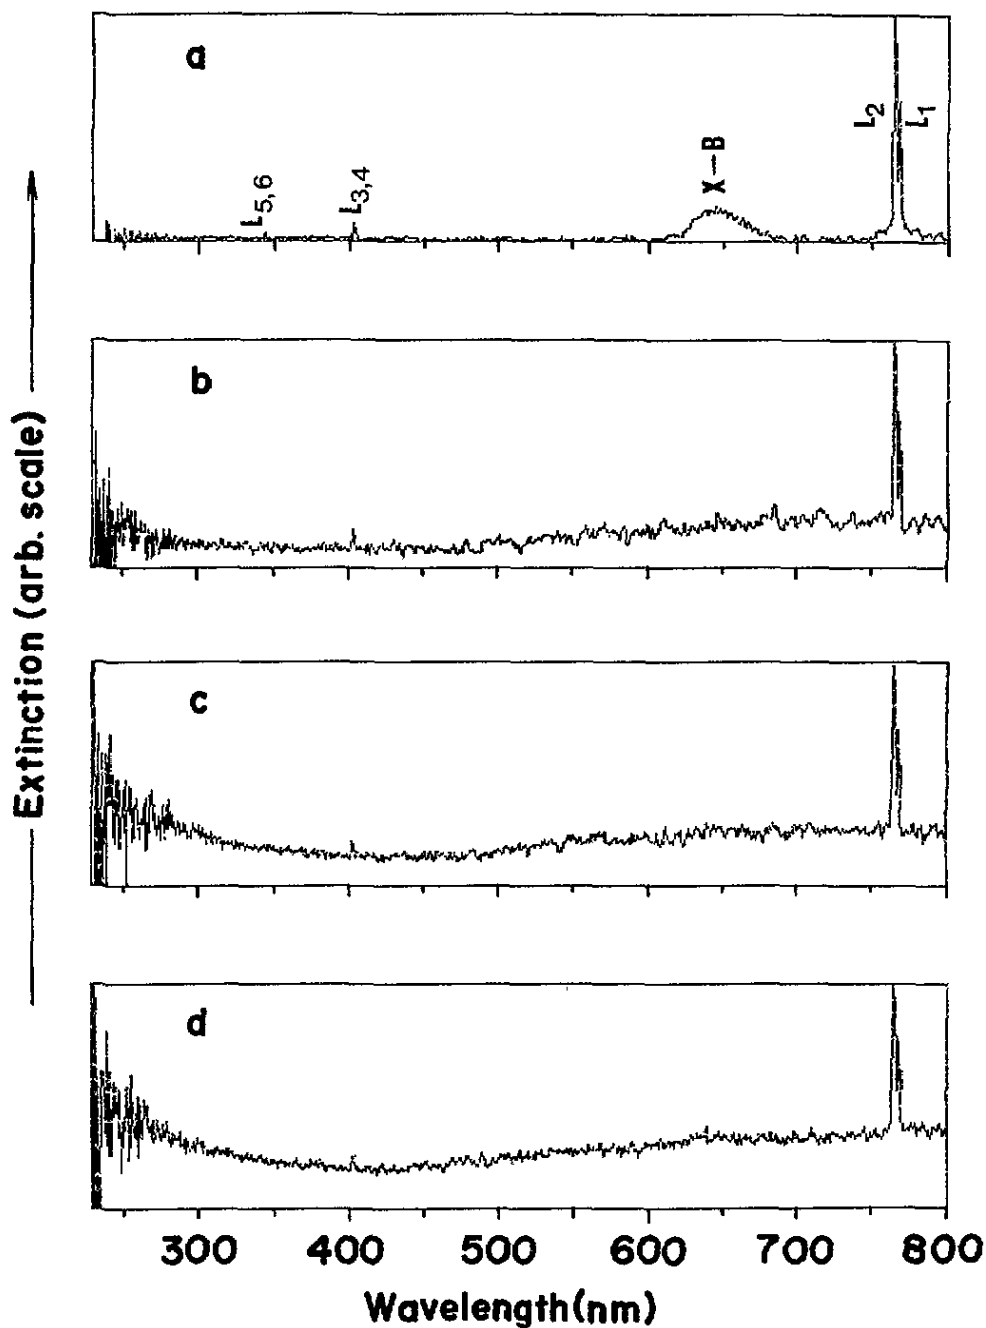 a
L5,6
L3,4
X-B
L2
L1
b
c
d
Extinction (arb. scale)
300 400 500 600 700 800
Wavelength(nm)